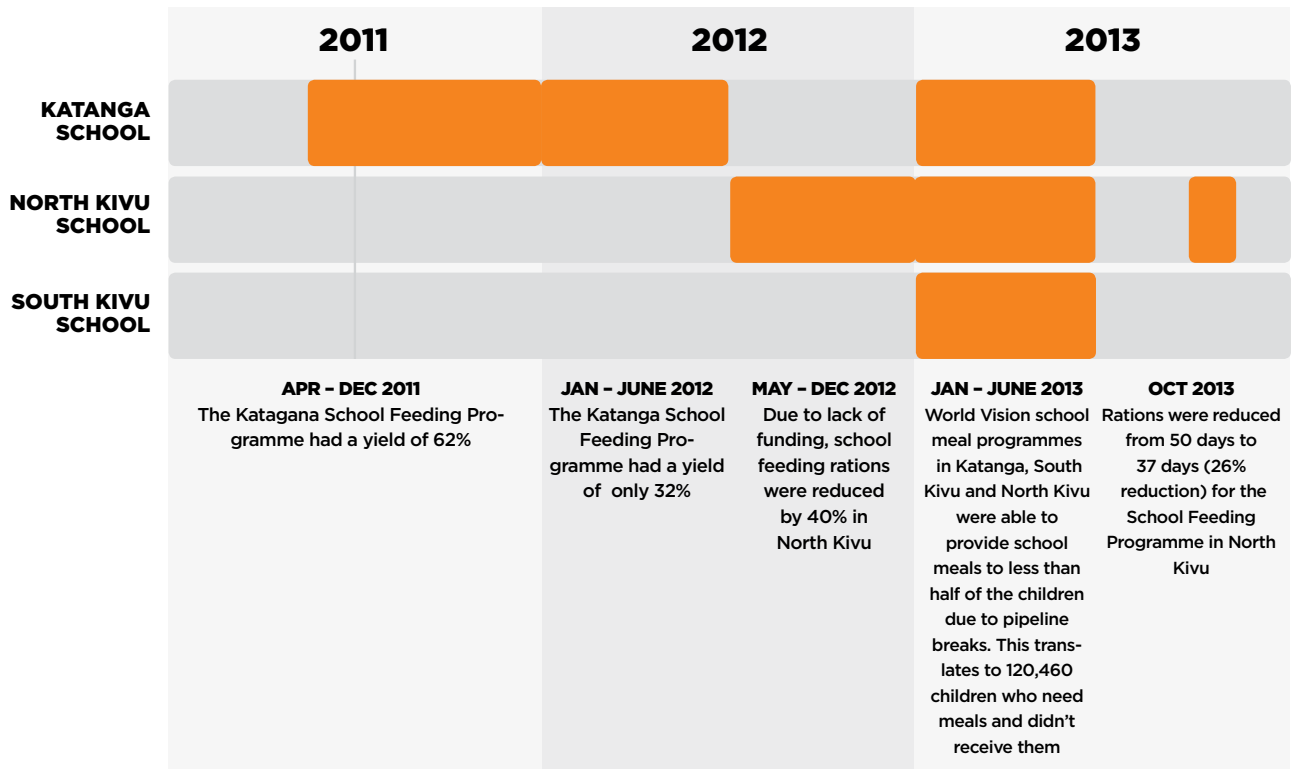 2011
2012
2013
KATANGA
SCHOOL
NORTH KIVU
SCHOOL
SOUTH KIVU
SCHOOL
APR – DEC 2011
The Katagana School Feeding Pro-
gramme had a yield of 62%
JAN – JUNE 2012
The Katanga School
Feeding Pro-
gramme had a yield
of only 32%
MAY – DEC 2012
Due to lack of
funding, school
feeding rations
were reduced
by 40% in
North Kivu
JAN – JUNE 2013
World Vision school
meal programmes
in Katanga, South
Kivu and North Kivu
were able to
provide school
meals to less than
half of the children
due to pipeline
breaks. This trans-
lates to 120,460
children who need
meals and didn’t
receive them
OCT 2013
Rations were reduced
from 50 days to
37 days (26%
reduction) for the
School Feeding
Programme in North
Kivu